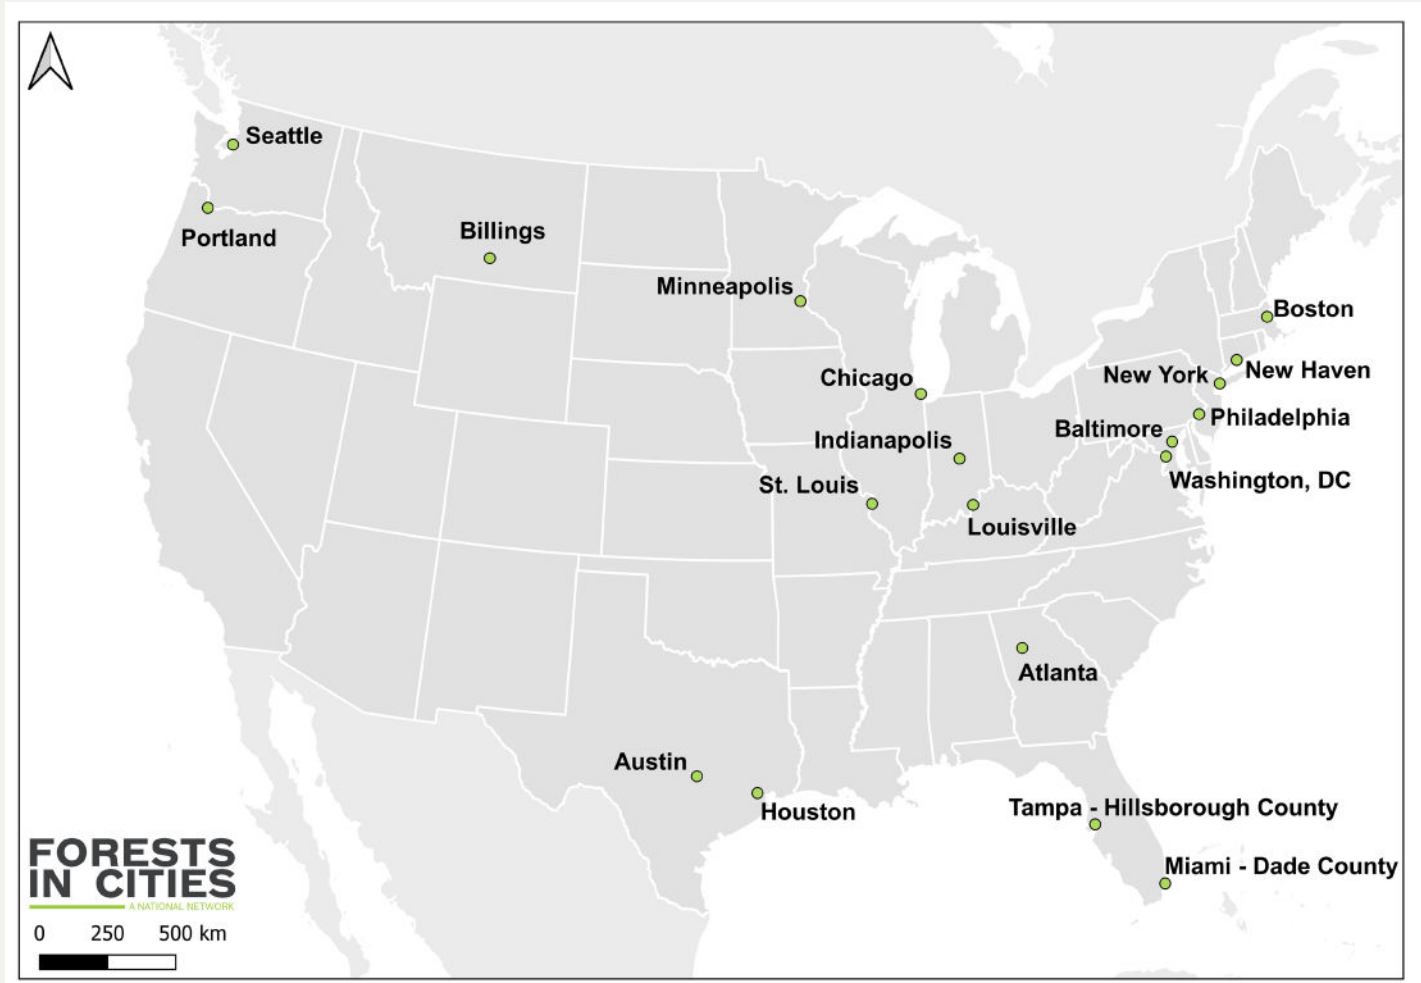 Seattle
Portland
Billings
Minneapolis
Boston
Chicago
New York
New Haven
Philadelphia
Baltimore
Indianapolis
Washington, DC
St. Louis
Louisville
Atlanta
Austin
Houston
Tampa - Hillsborough County
Miami - Dade County
FORESTS
IN CITIES
A NATIONAL NETWORK
0 250 500 km